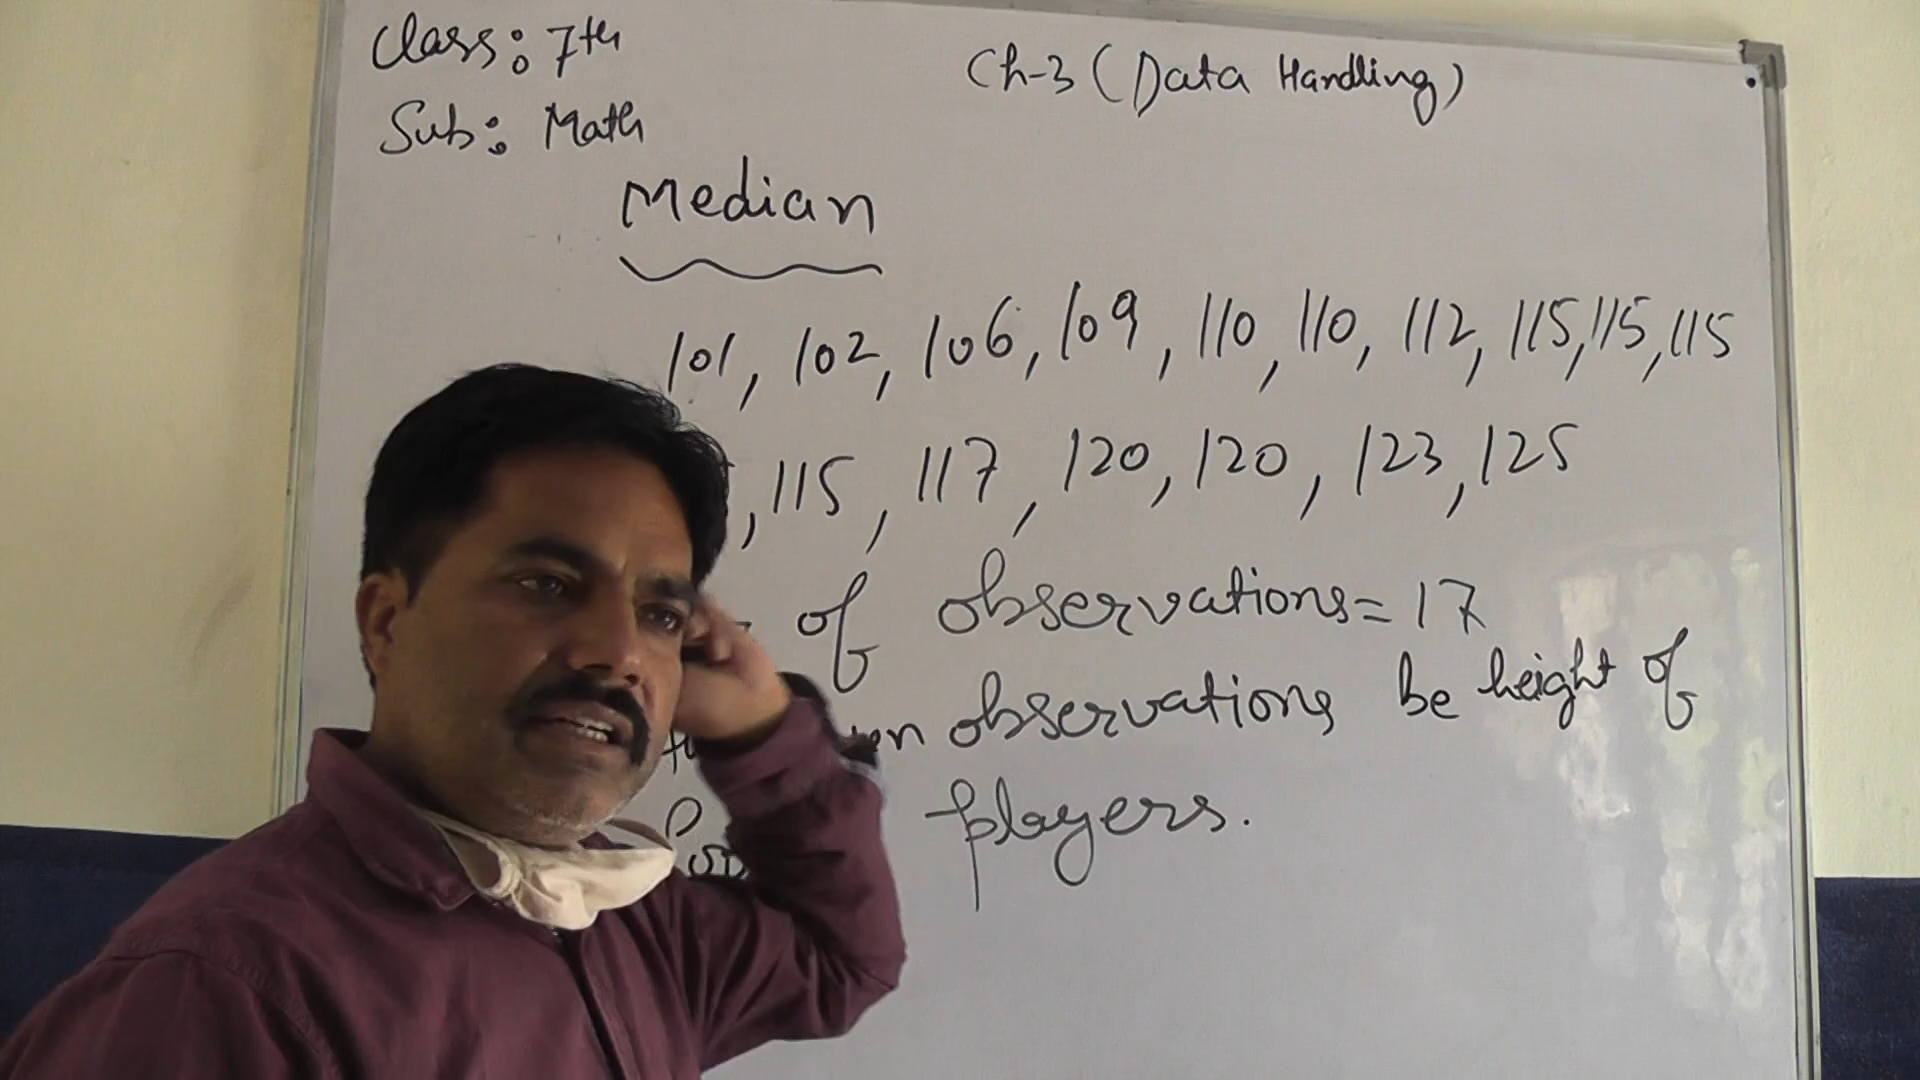 Class: 7th
Ch-3 (Data Handling)
Sub: Math
Median
101, 102, 106, 109, 110, 110, 112, 115, 115, 115
, 115, 117, 120, 120, 123, 125
of observations = 17
observations be height of
players.